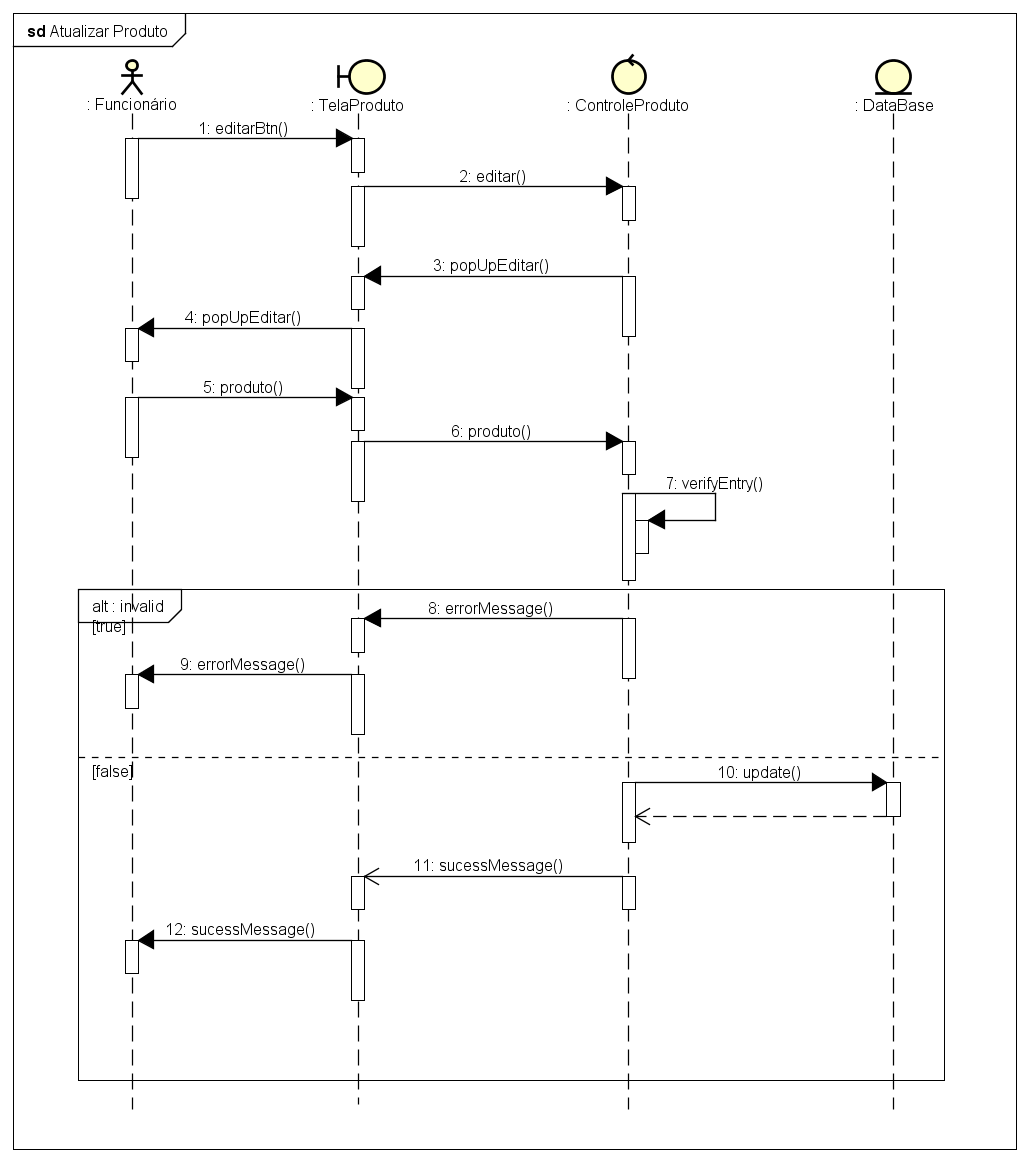 sd Atualizar Produto
: Funcionário
: TelaProduto
: ControleProduto
: DataBase
1: editarBtn()
2: editar()
3: popUpEditar()
4: popUpEditar()
5: produto()
6: produto()
7: verifyEntry()
alt : invalid
[true]
8: errorMessage()
9: errorMessage()
[false]
10: update()
11: sucessMessage()
12: sucessMessage()